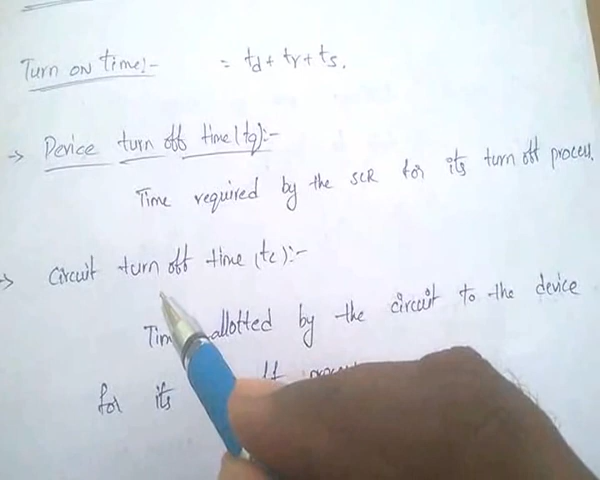 Turn on time:- = td + tr + ts.
→ Device turn off time (tq):-
Time required by the SCR for its turn off process.
→ Circuit turn off time (tc):-
allotted by the circuit to the device
for its